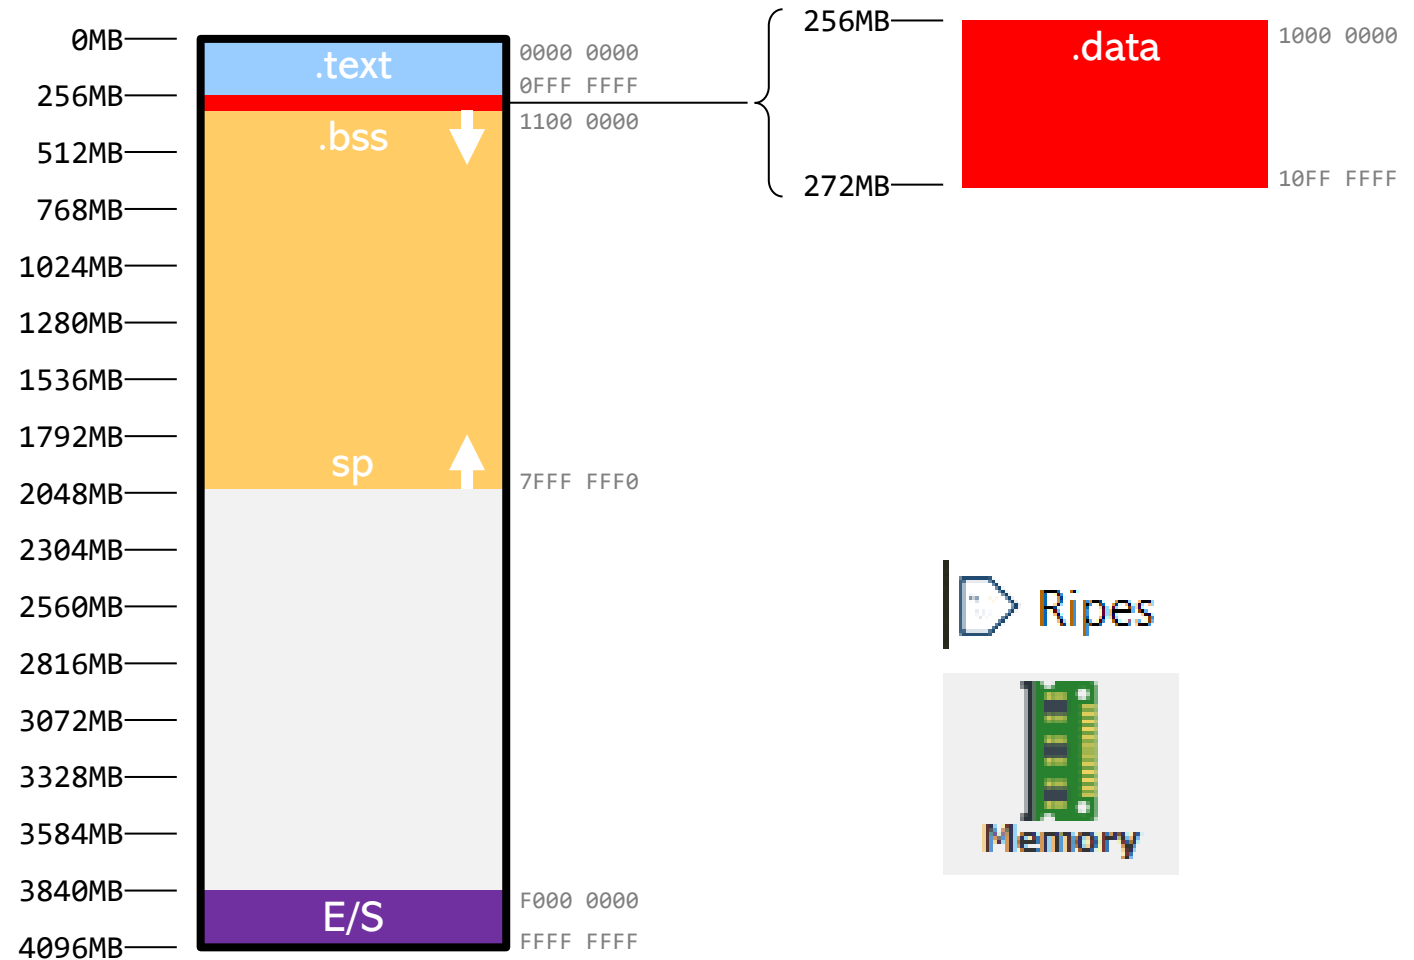 0MB
256MB
512MB
768MB
1024MB
1280MB
1536MB
1792MB
2048MB
2304MB
2560MB
2816MB
3072MB
3328MB
3584MB
3840MB
4096MB
.text
.bss
sp
E/S
0000 0000
0FFF FFFF
1100 0000
7FFF FFF0
F000 0000
FFFF FFFF
256MB
272MB
.data
1000 0000
10FF FFFF
Ripes
Memory